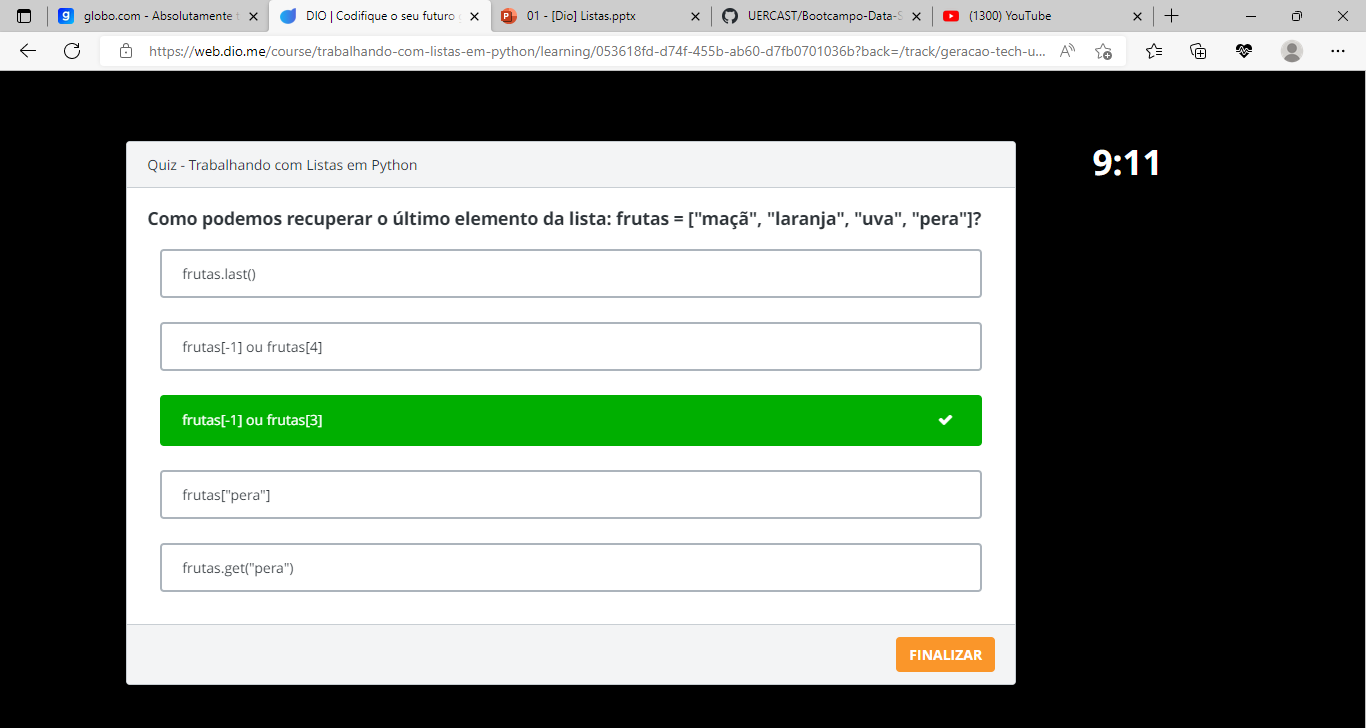 globo.com - Absolutamente t
DIO | Codifique o seu futuro
01 - [Dio] Listas.pptx
UERCAST/Bootcampo-Data-S
(1300) YouTube
https://web.dio.me/course/trabalhando-com-listas-em-python/learning/053618fd-d74f-455b-ab60-d7fb0701036b?back=/track/geracao-tech-u...
Quiz - Trabalhando com Listas em Python
9:11
Como podemos recuperar o último elemento da lista: frutas = ["maçã", "laranja", "uva", "pera"]?
frutas.last()
frutas[-1] ou frutas[4]
frutas[-1] ou frutas[3]
frutas["pera"]
frutas.get("pera")
FINALIZAR